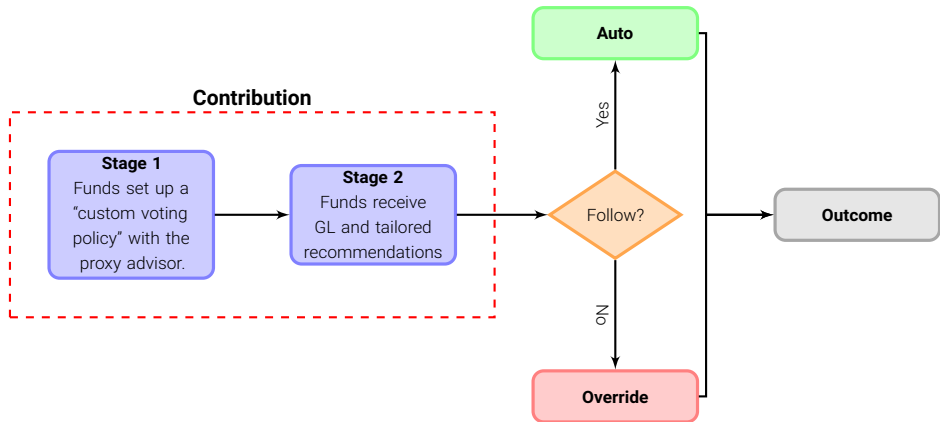 Auto
Contribution
Yes
Stage 1
Funds set up a
“custom voting
policy” with the
proxy advisor.
Stage 2
Funds receive
GL and tailored
recommendations
Follow?
Outcome
No
Override